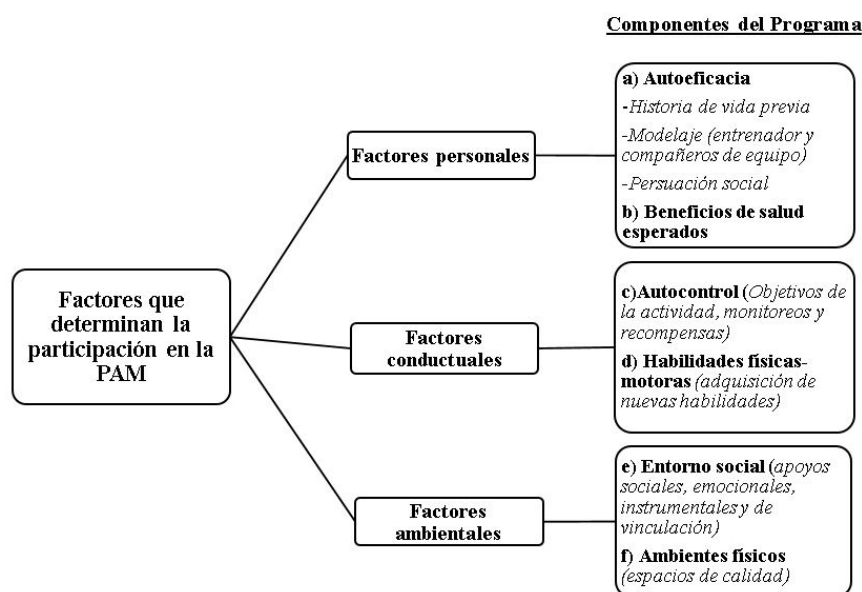 Componentes del Programa
Factores que
determinan la
participación en la
PAM
Factores personales
a) Autoeficacia
-Historia de vida previa
-Modelaje (entrenador y
compañeros de equipo)
-Persuación social
b) Beneficios de salud
esperados
Factores
conductuales
c)Autocontrol (Objetivos de
la actividad, monitoreos y
recompensas)
d) Habilidades físicas-
motoras (adquisición de
nuevas habilidades)
Factores
ambientales
e) Entorno social (apoyos
sociales, emocionales,
instrumentales y de
vinculación)
f) Ambientes físicos
(espacios de calidad)